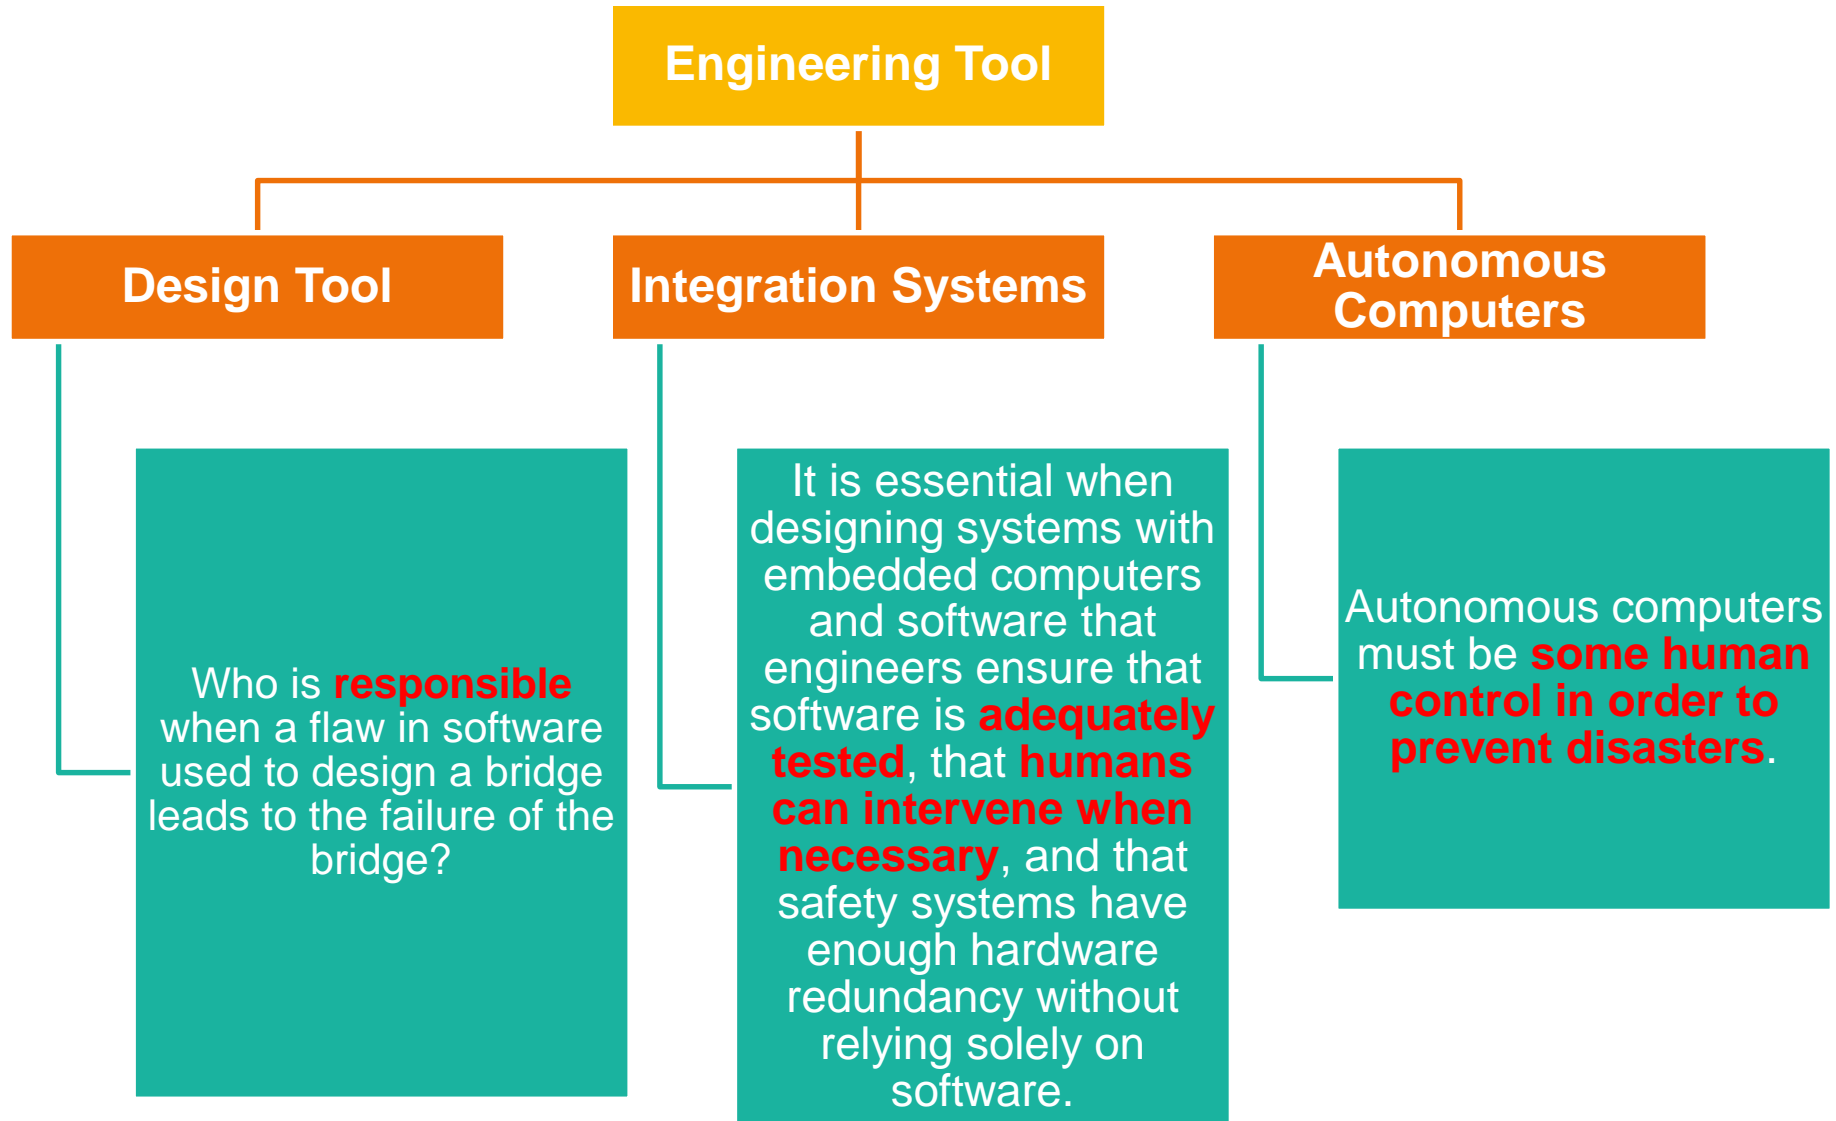 Engineering Tool
Design Tool
Integration Systems
Autonomous
Computers
Who is responsible
when a flaw in software
used to design a bridge
leads to the failure of the
bridge?
It is essential when
designing systems with
embedded computers
and software that
engineers ensure that
software is adequately
tested, that humans
can intervene when
necessary, and that
safety systems have
enough hardware
redundancy without
relying solely on
software.
Autonomous computers
must be some human
control in order to
prevent disasters.